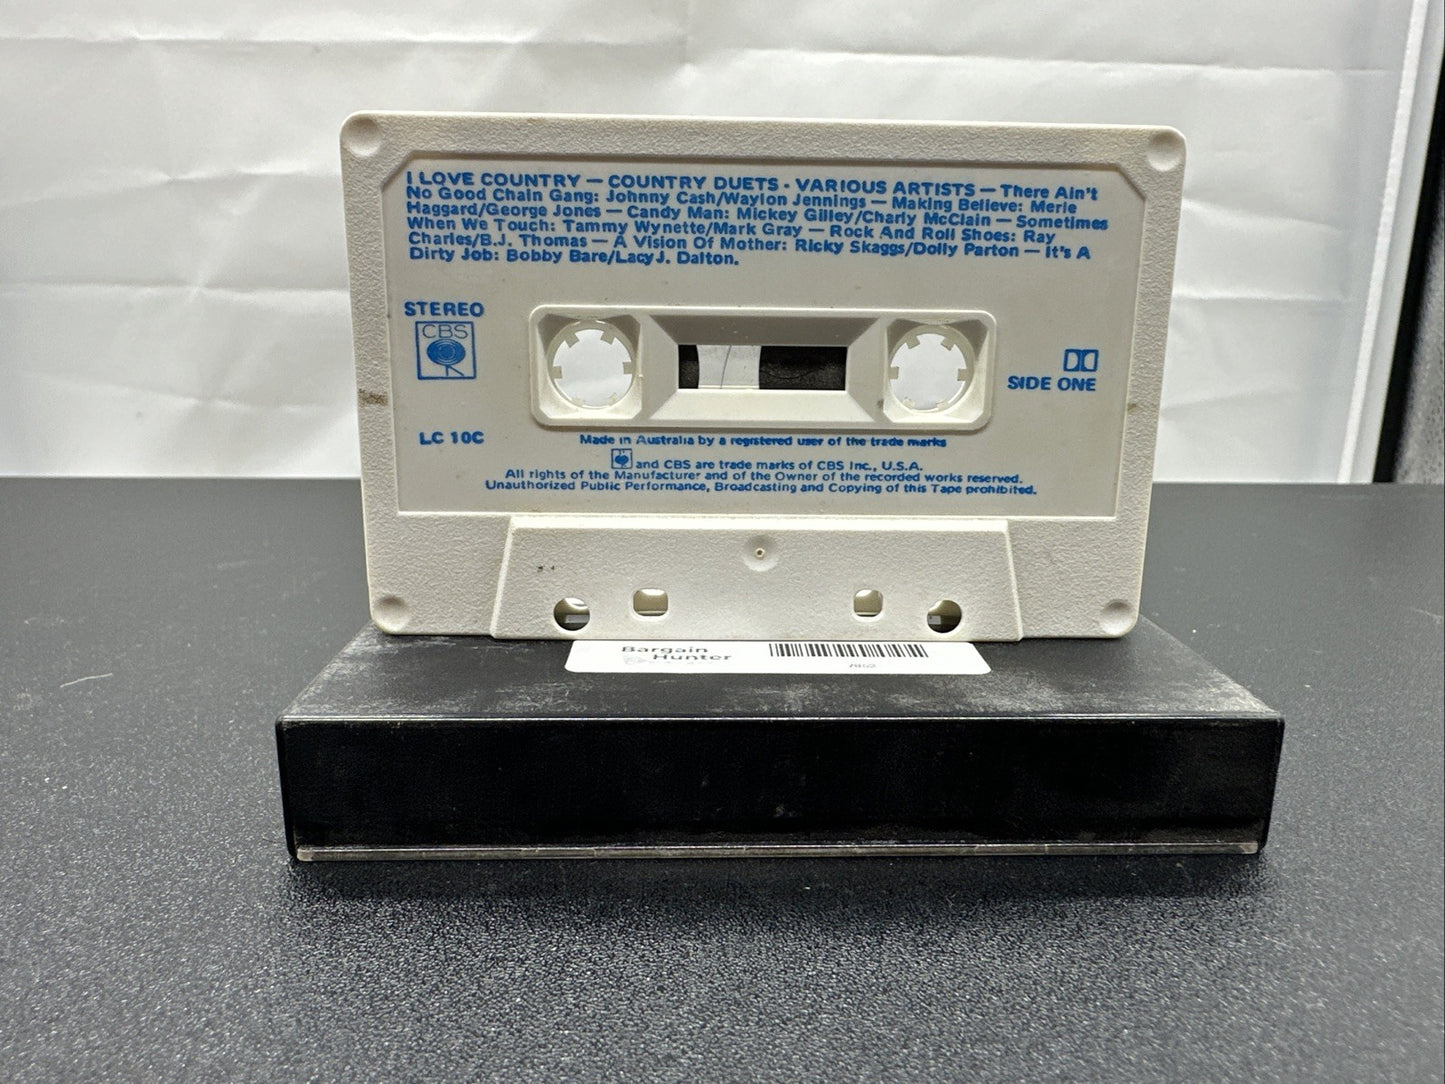 I LOVE COUNTRY — COUNTRY DUETS · VARIOUS ARTISTS — There Ain't
No Good Chain Gang: Johnny Cash/Waylon Jennings — Making Believe: Merle
Haggard/George Jones — Candy Man: Mickey Gilley/Charly McClain — Sometimes
When We Touch: Tammy Wynette/Mark Gray — Rock And Roll Shoes: Ray
Charles/B.J. Thomas — A Vision Of Mother: Ricky Skaggs/Dolly Parton — It's A
Dirty Job: Bobby Bare/Lacy J. Dalton.
STEREO
CBS
SIDE ONE
LC 10C
Made in Australia by a registered user of the trade marks
and CBS are trade marks of CBS Inc., U.S.A.
All rights of the Manufacturer and of the Owner of the recorded works reserved.
Unauthorized Public Performance, Broadcasting and Copying of this Tape prohibited.
Bargain
Hunter